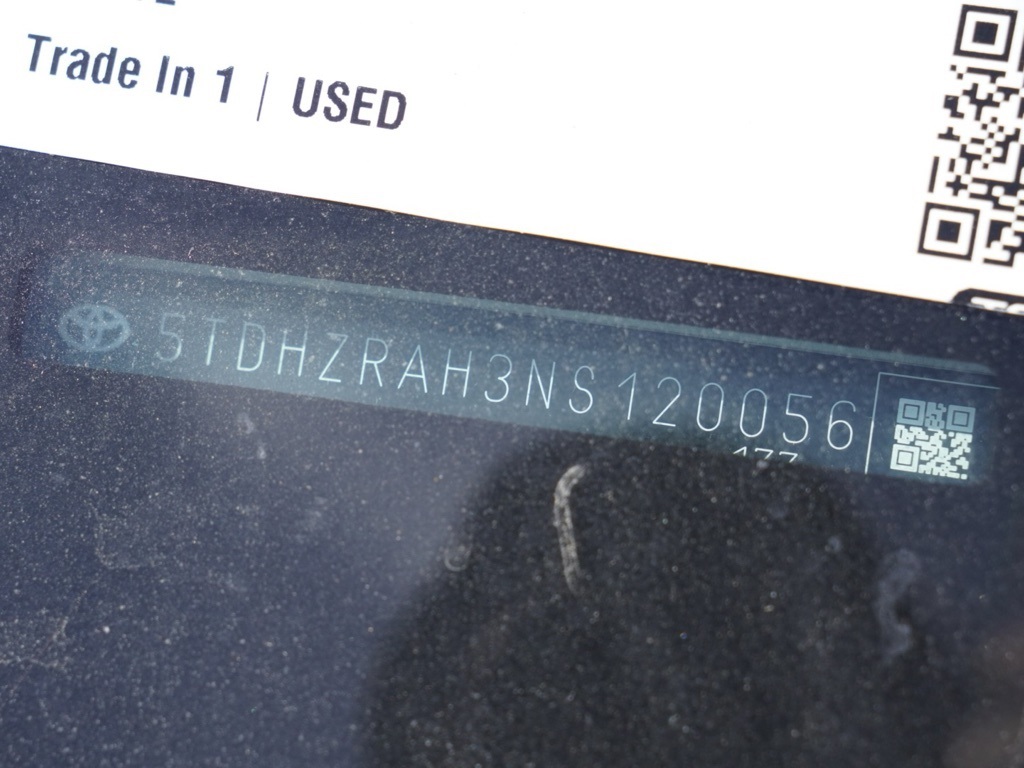 Trade In 1 | USED
5TDHZRAH3NS120056